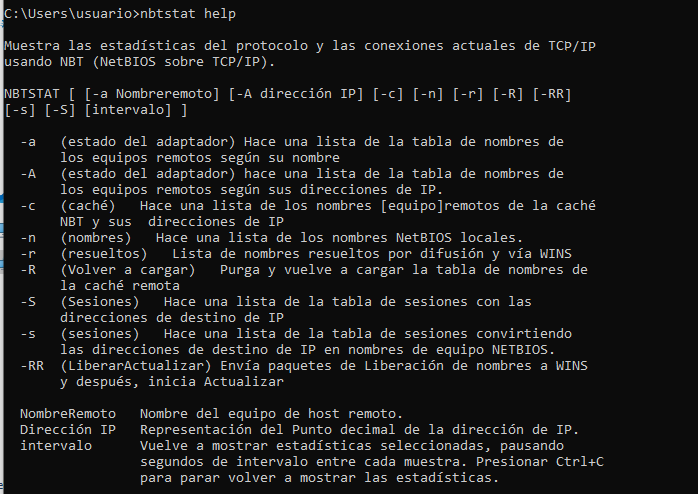 C:\Users\usuario>nbtstat help
Muestra las estadísticas del protocolo y las conexiones actuales de TCP/IP
usando NBT (NetBIOS sobre TCP/IP).
NBTSTAT [ [-a Nombreremoto] [-A dirección IP] [-c] [-n] [-r] [-R] [-RR]
[-s] [-S] [intervalo] ]
-a (estado del adaptador) Hace una lista de la tabla de nombres de
los equipos remotos según su nombre
-A (estado del adaptador) hace una lista de la tabla de nombres de
los equipos remotos según sus direcciones de IP.
-c (caché) Hace una lista de los nombres [equipo]remotos de la caché
NBT y sus direcciones de IP
-n (nombres) Hace una lista de los nombres NetBIOS locales.
-r (resueltos) Lista de nombres resueltos por difusión y vía WINS
-R (Volver a cargar) Purga y vuelve a cargar la tabla de nombres de
la caché remota
-S (Sesiones) Hace una lista de la tabla de sesiones con las
direcciones de destino de IP
-s (sesiones) Hace una lista de la tabla de sesiones convirtiendo
las direcciones de destino de IP en nombres de equipo NETBIOS.
-RR (LiberarActualizar) Envía paquetes de Liberación de nombres a WINS
y después, inicia Actualizar
NombreRemoto Nombre del equipo de host remoto.
Dirección IP Representación del Punto decimal de la dirección de IP.
intervalo Vuelve a mostrar estadísticas seleccionadas, pausando
segundos de intervalo entre cada muestra. Presionar Ctrl+C
para parar volver a mostrar las estadísticas.